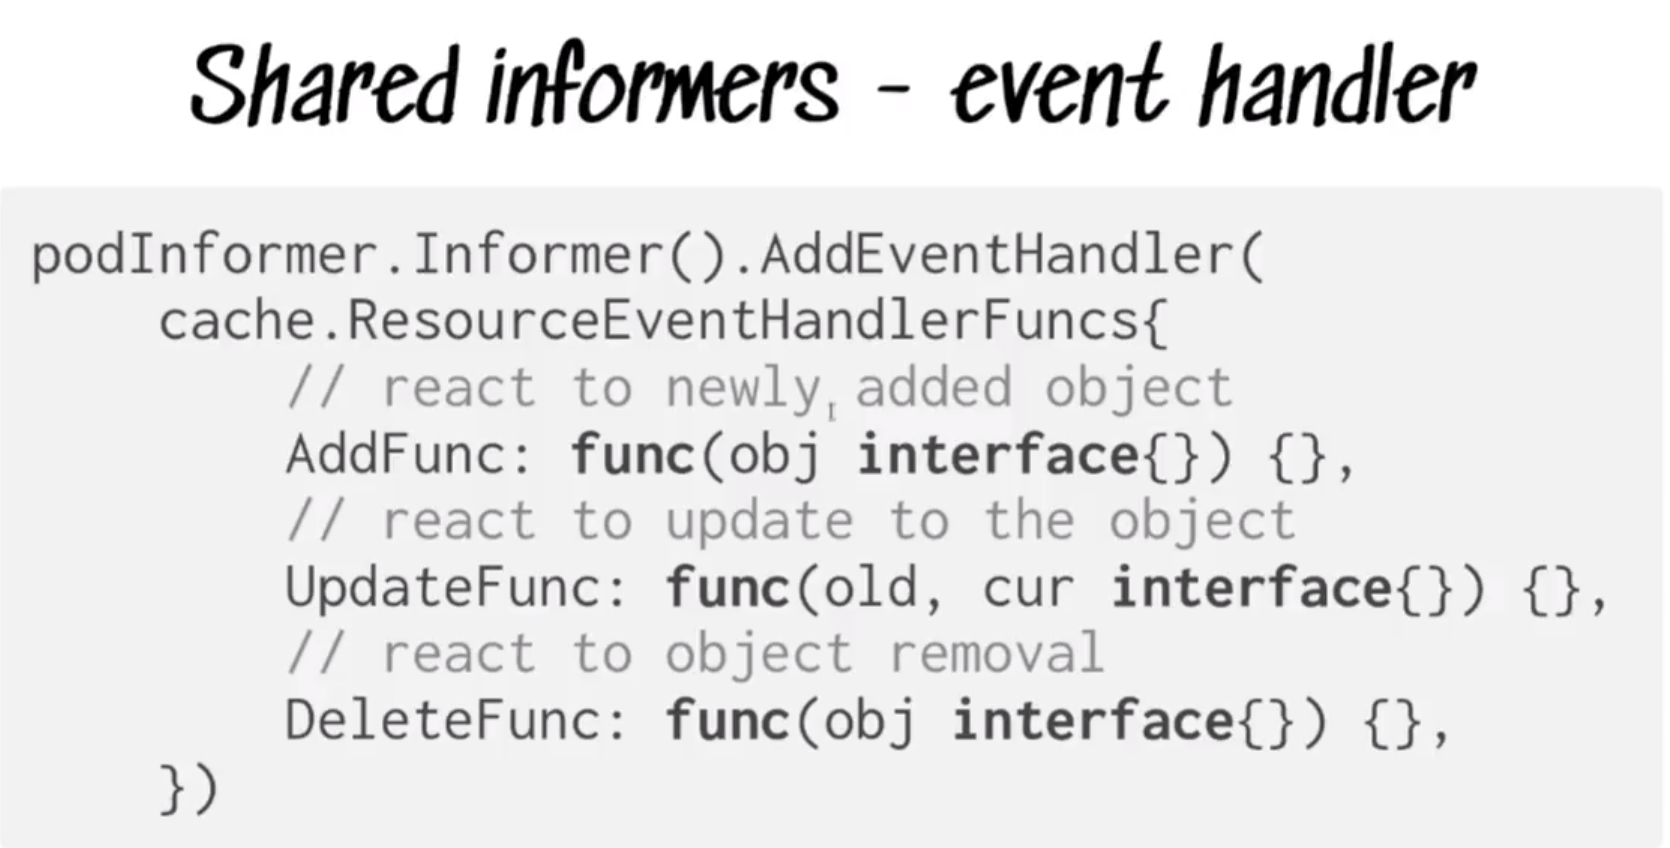 Shared informers - event handler
podInformer.Informer().AddEventHandler(
    cache.ResourceEventHandlerFuncs{
        // react to newly added object
        AddFunc: func(obj interface{}) {},
        // react to update to the object
        UpdateFunc: func(old, cur interface{}) {},
        // react to object removal
        DeleteFunc: func(obj interface{}) {},
    })